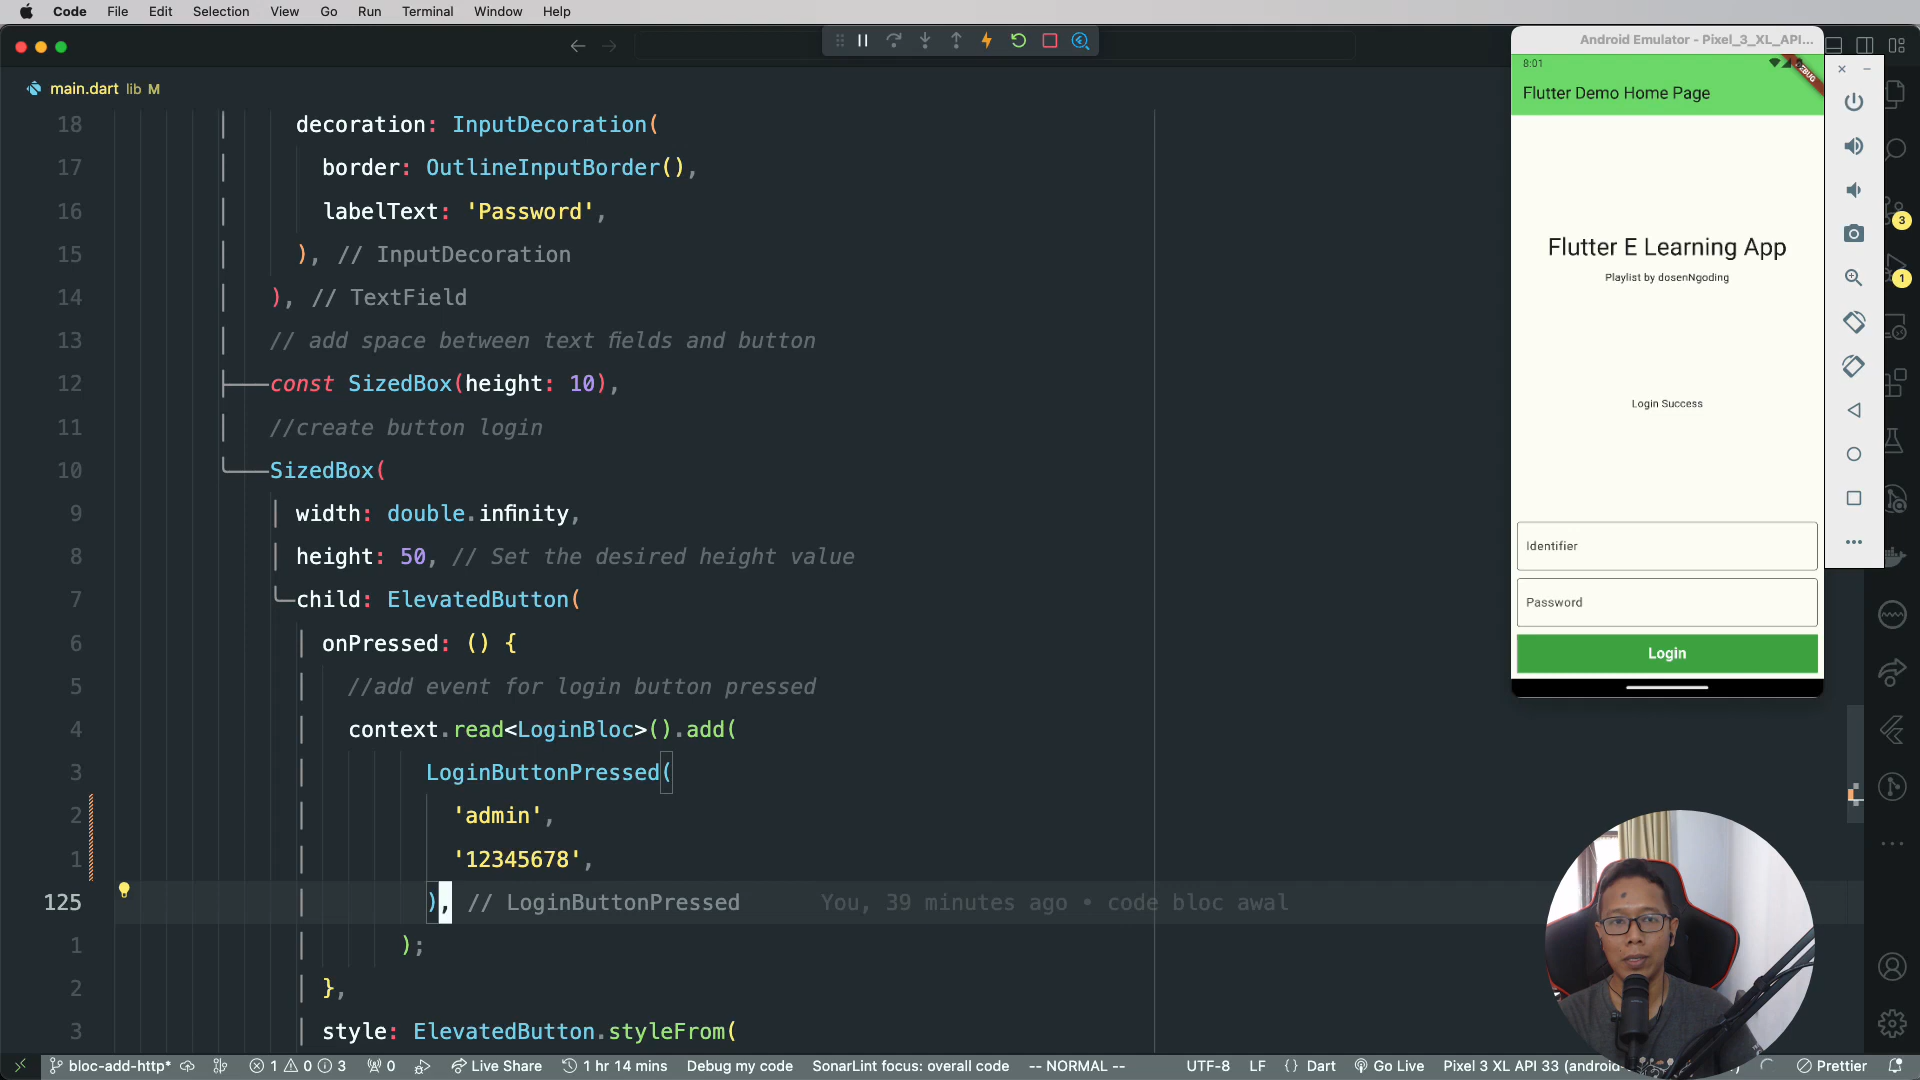 Code File Edit Selection View Go Run Terminal Window Help
Android Emulator - Pixel_3_XL_API...
main.dart lib M
18 decoration: InputDecoration(
17 border: OutlineInputBorder(),
16 labelText: 'Password',
15 ), // InputDecoration
14 ), // TextField
13 // add space between text fields and button
12 const SizedBox(height: 10),
11 //create button login
10 SizedBox(
9 width: double.infinity,
8 height: 50, // Set the desired height value
7 child: ElevatedButton(
6 onPressed: () {
5 //add event for login button pressed
4 context.read<LoginBloc>().add(
3 LoginButtonPressed(
2 'admin',
1 '12345678',
125 ), // LoginButtonPressed You, 39 minutes ago • code bloc awal
1 );
2 },
3 style: ElevatedButton.styleFrom(
8:01
DEBUG
Flutter Demo Home Page
Flutter E Learning App
Playlist by dosenNgoding
Login Success
Identifier
Password
Login
3
1
bloc-add-http* 1 0 3 0 Live Share 1 hr 14 mins Debug my code SonarLint focus: overall code -- NORMAL -- UTF-8 LF {} Dart Go Live Pixel 3 XL API 33 (android- Prettier